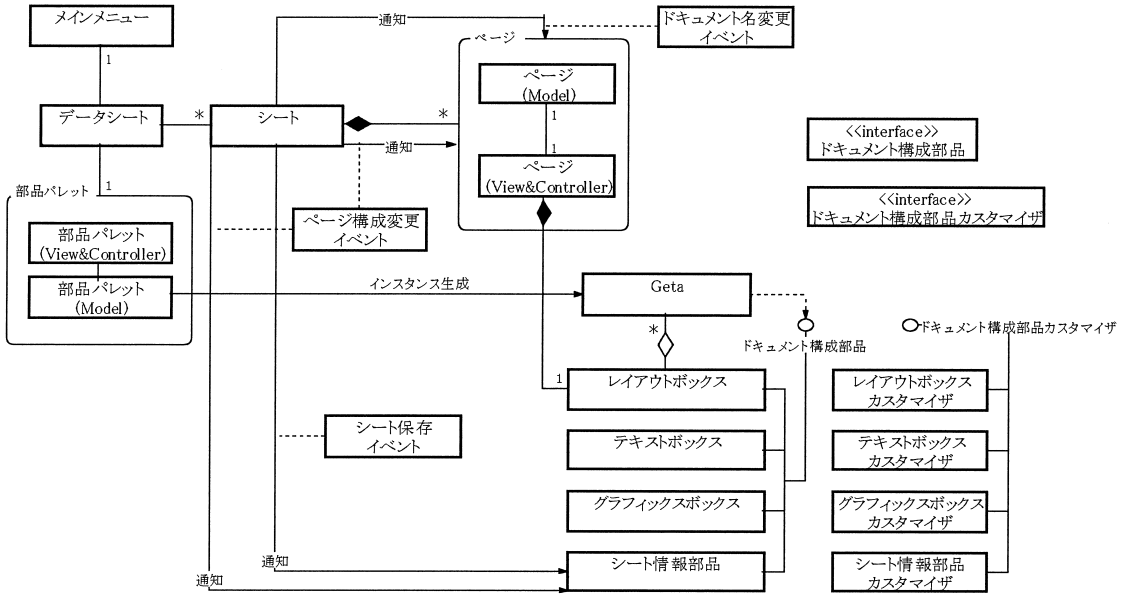 メインメニュー
通知
ドキュメント名変更
イベント
ページ
1
ページ
(Model)
データシート
*
シート
*
1
<<interface>>
ドキュメント構成部品
通知
1
ページ
(View&Controller)
部品パレット
1
<<interface>>
ドキュメント構成部品カスタマイザ
ページ構成変更
イベント
部品パレット
(View&Controller)
部品パレット
(Model)
インスタンス生成
Geta
*
ドキュメント構成部品
ドキュメント構成部品カスタマイザ
1
レイアウトボックス
レイアウトボックス
カスタマイザ
シート保存
イベント
テキストボックス
テキストボックス
カスタマイザ
グラフィックスボックス
グラフィックスボックス
カスタマイザ
通知
シート情報部品
シート情報部品
カスタマイザ
通知